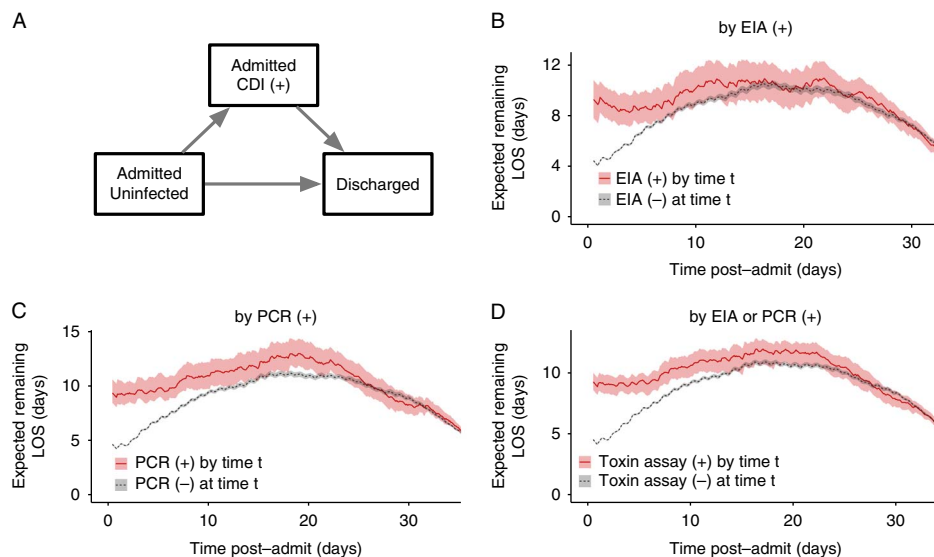 A
Admitted
CDI (+)
Admitted
Uninfected
Discharged
B
by EIA (+)
Expected remaining
LOS (days)
12
8
4
0
EIA (+) by time t
EIA (–) at time t
0
10
20
30
Time post–admit (days)
C
by PCR (+)
Expected remaining
LOS (days)
15
10
5
0
PCR (+) by time t
PCR (–) at time t
0
10
20
30
Time post–admit (days)
D
by EIA or PCR (+)
Expected remaining
LOS (days)
10
5
0
Toxin assay (+) by time t
Toxin assay (–) at time t
0
10
20
30
Time post–admit (days)